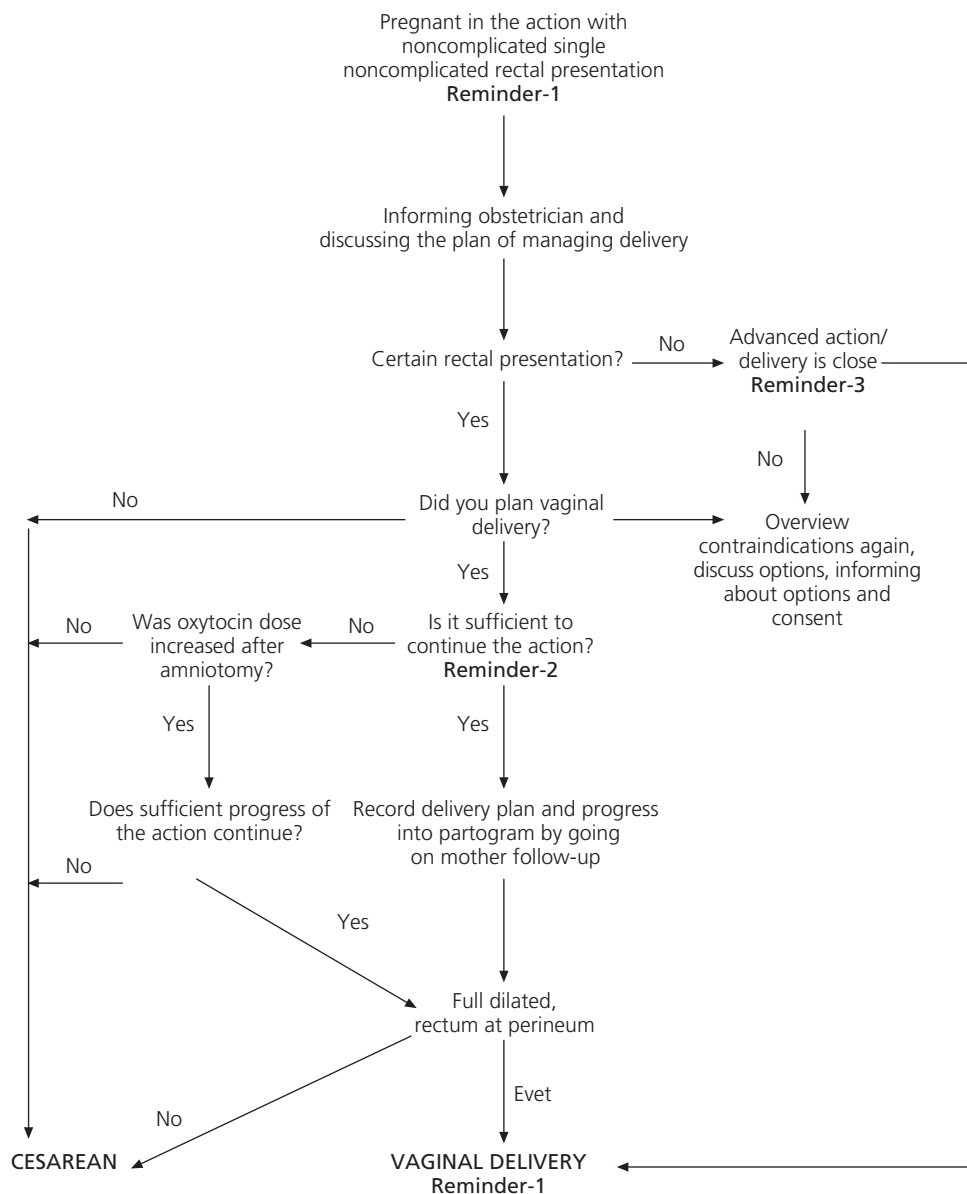 Pregnant in the action with
noncomplicated single
noncomplicated rectal presentation
Reminder-1
Informing obstetrician and
discussing the plan of managing delivery
Certain rectal presentation?
No
Advanced action/
delivery is close
Reminder-3
Yes
No
No
Did you plan vaginal
delivery?
Overview
contraindications again,
discuss options, informing
about options and
consent
Yes
No
Was oxytocin dose
increased after
amniotomy?
No
Is it sufficient to
continue the action?
Reminder-2
Yes
Yes
Does sufficient progress of
the action continue?
Record delivery plan and progress
into partogram by going
on mother follow-up
No
Yes
Full dilated,
rectum at perineum
No
Evet
CESAREAN
VAGINAL DELIVERY
Reminder-1